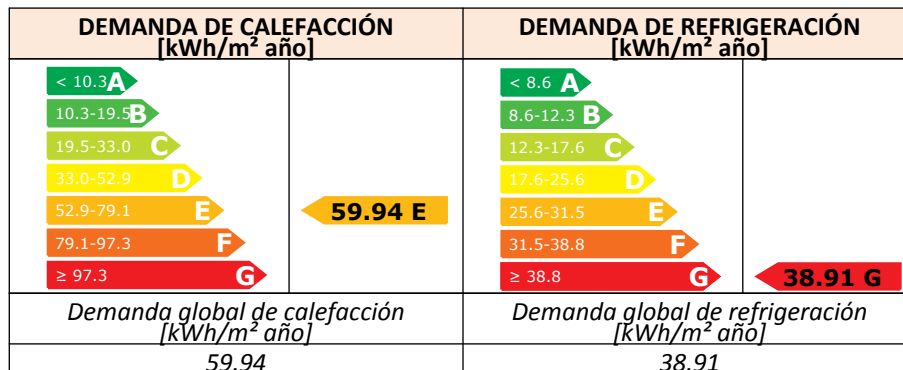 DEMANDA DE CALEFACCIÓN
[kWh/m² año]
DEMANDA DE REFRIGERACIÓN
[kWh/m² año]
< 10.3 A
10.3-19.5 B
19.5-33.0 C
33.0-52.9 D
52.9-79.1 E
79.1-97.3 F
≥ 97.3 G
59.94 E
< 8.6 A
8.6-12.3 B
12.3-17.6 C
17.6-25.6 D
25.6-31.5 E
31.5-38.8 F
≥ 38.8 G
38.91 G
Demanda global de calefacción
[kWh/m² año]
Demanda global de refrigeración
[kWh/m² año]
59.94
38.91